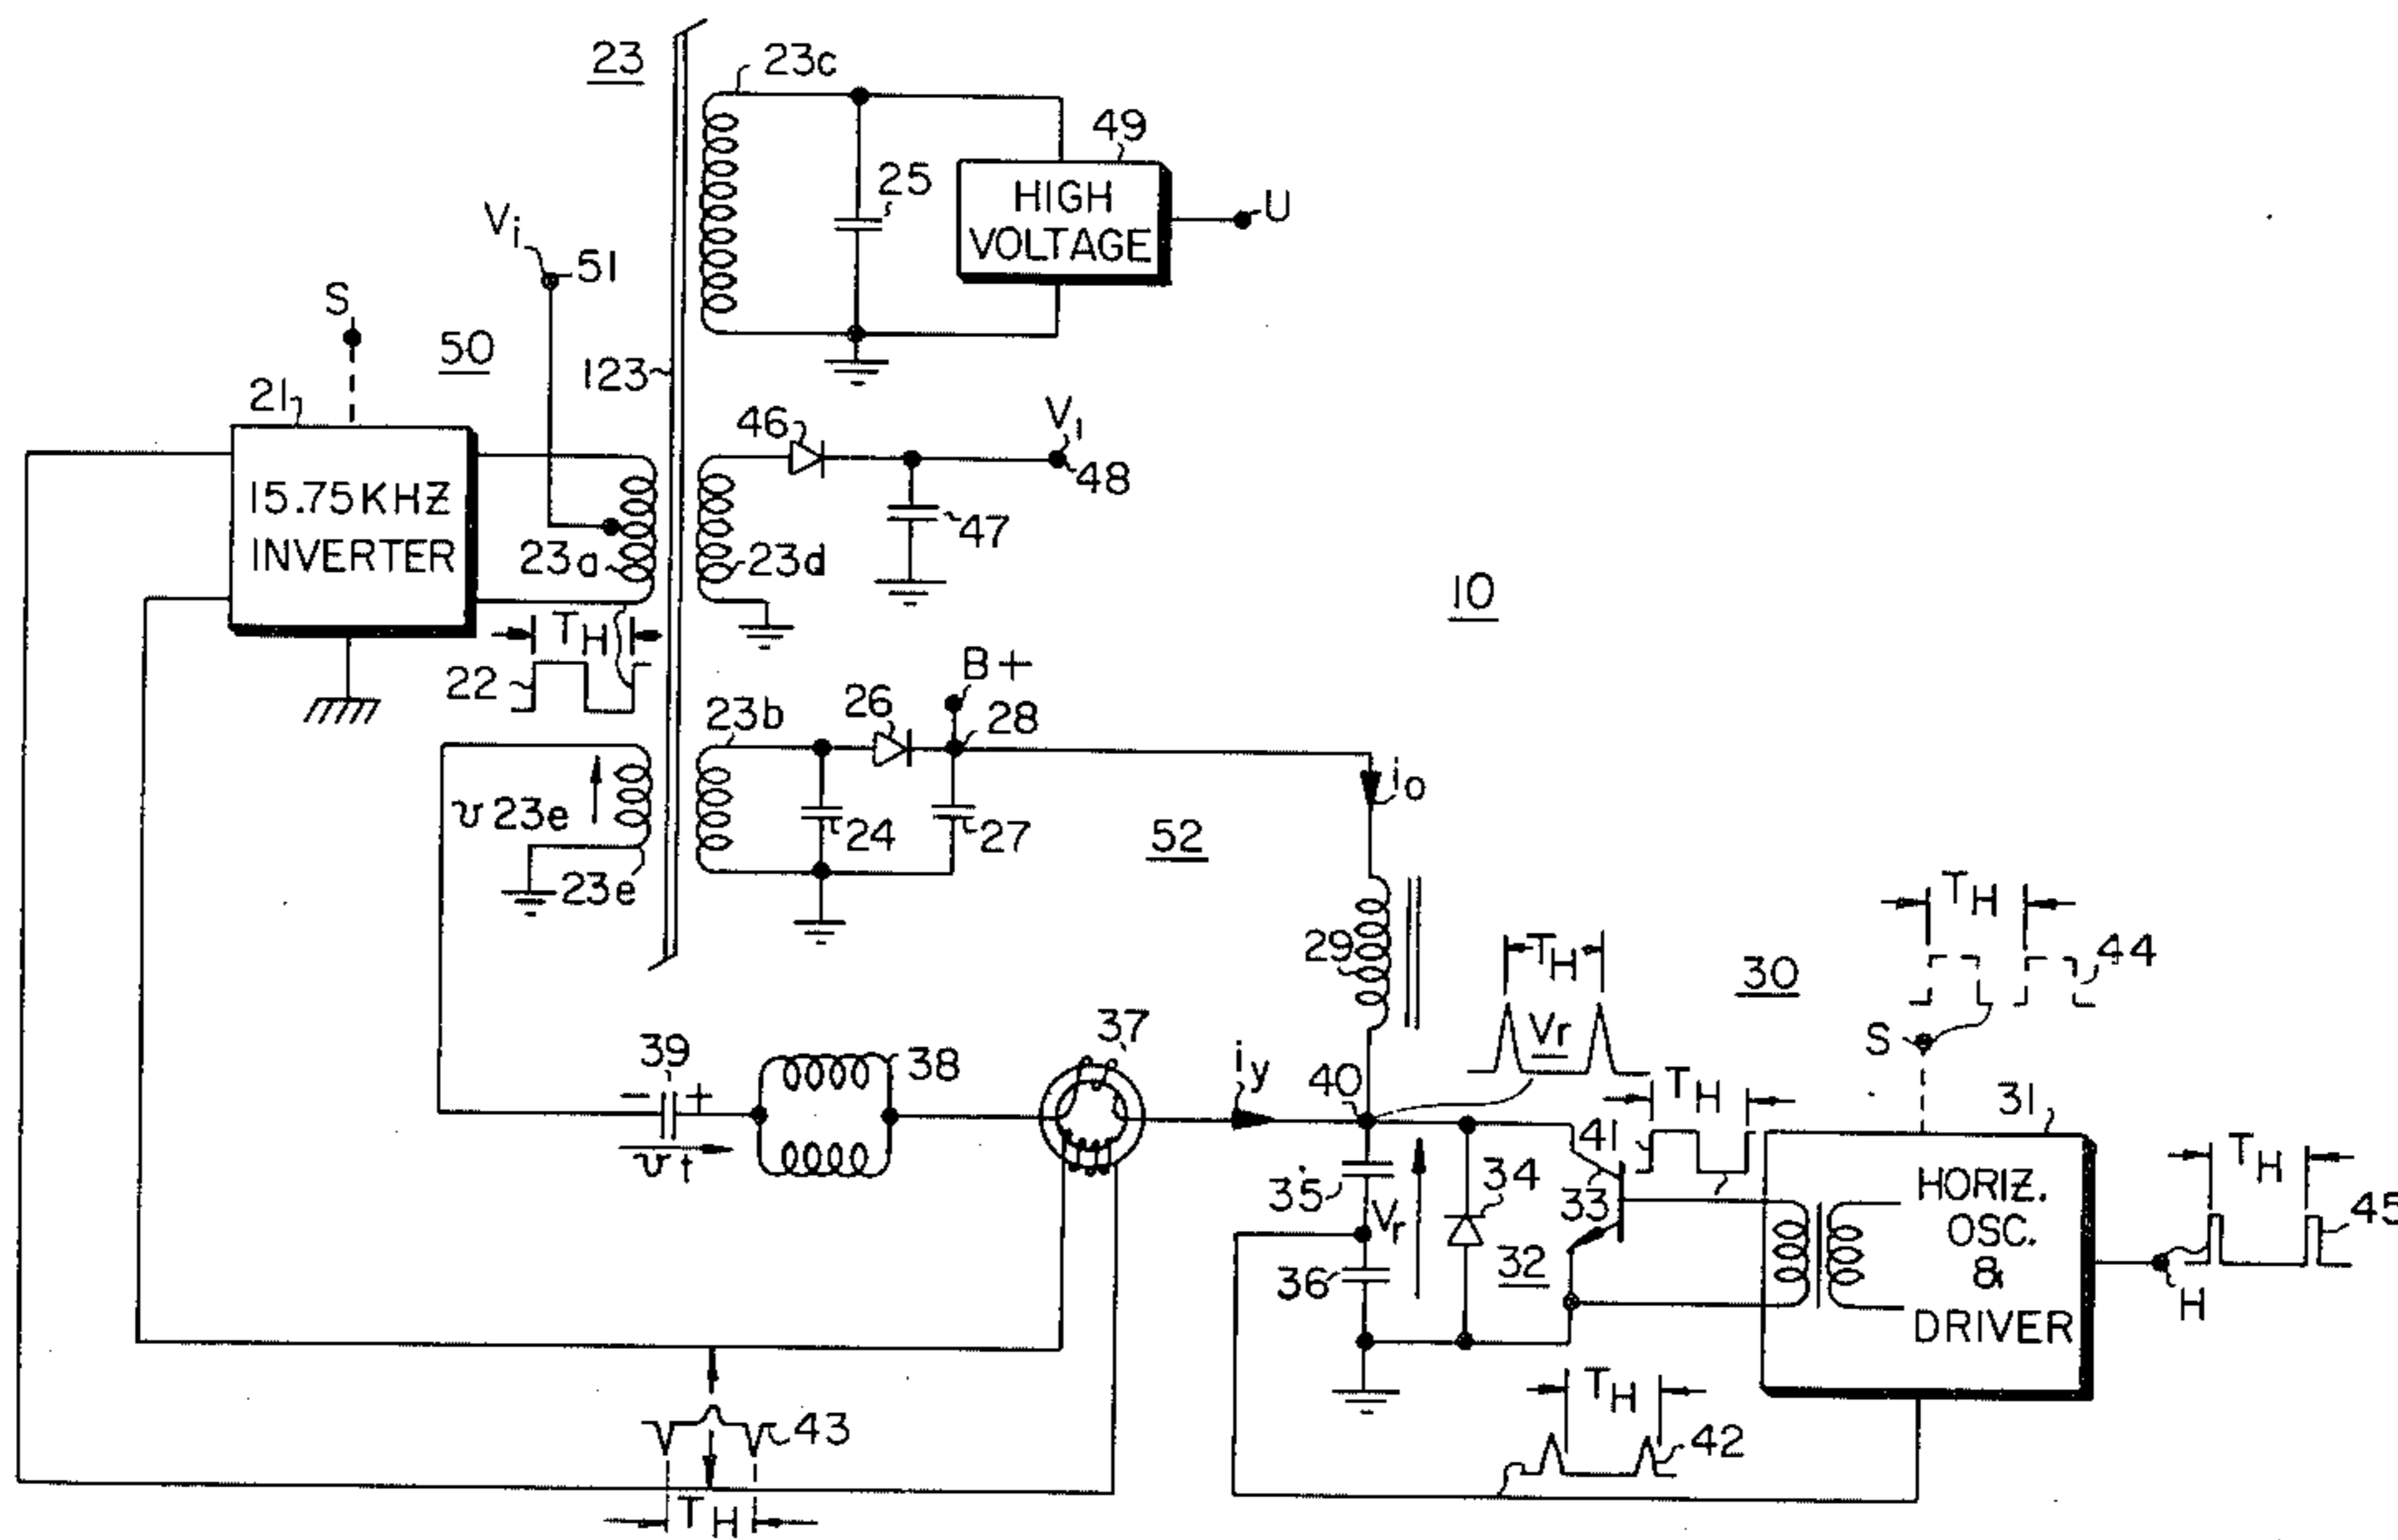 23
23c
49
25
HIGH
VOLTAGE
U
Vi
51
S
50
123
21
46
V1
48
15.75KHZ
INVERTER
23a
23d
47
10
TH
22
B+
26
28
23b
io
v23e
24
27
52
23e
TH
29
TH
30
44
Vr
S
39
38
37
iy
40
TH
31
- +
vt
41
35
Vr
34
33
HORIZ.
OSC.
&
DRIVER
TH
45
36
32
H
TH
43
42
TH